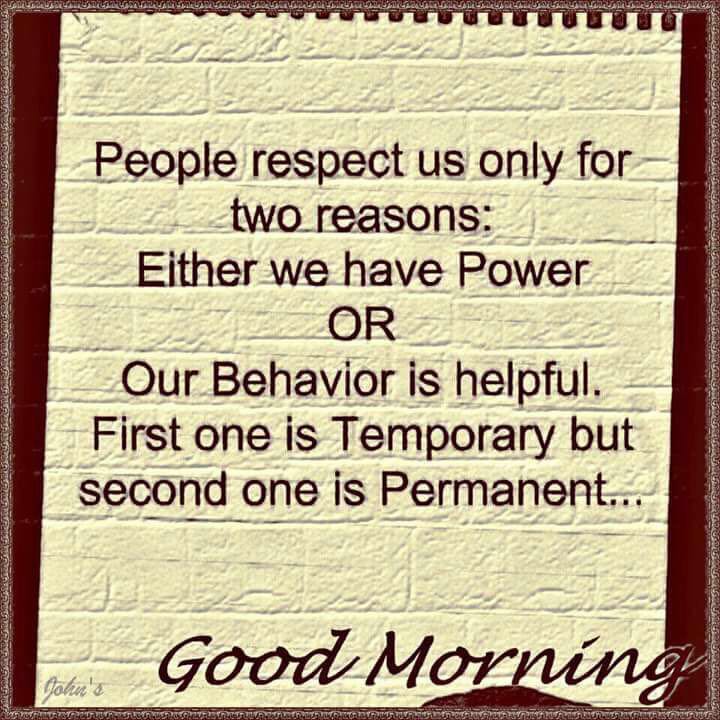 People respect us only for
two reasons:
Either we have Power
OR
Our Behavior is helpful.
First one is Temporary but
second one is Permanent...
Good Morning
John's